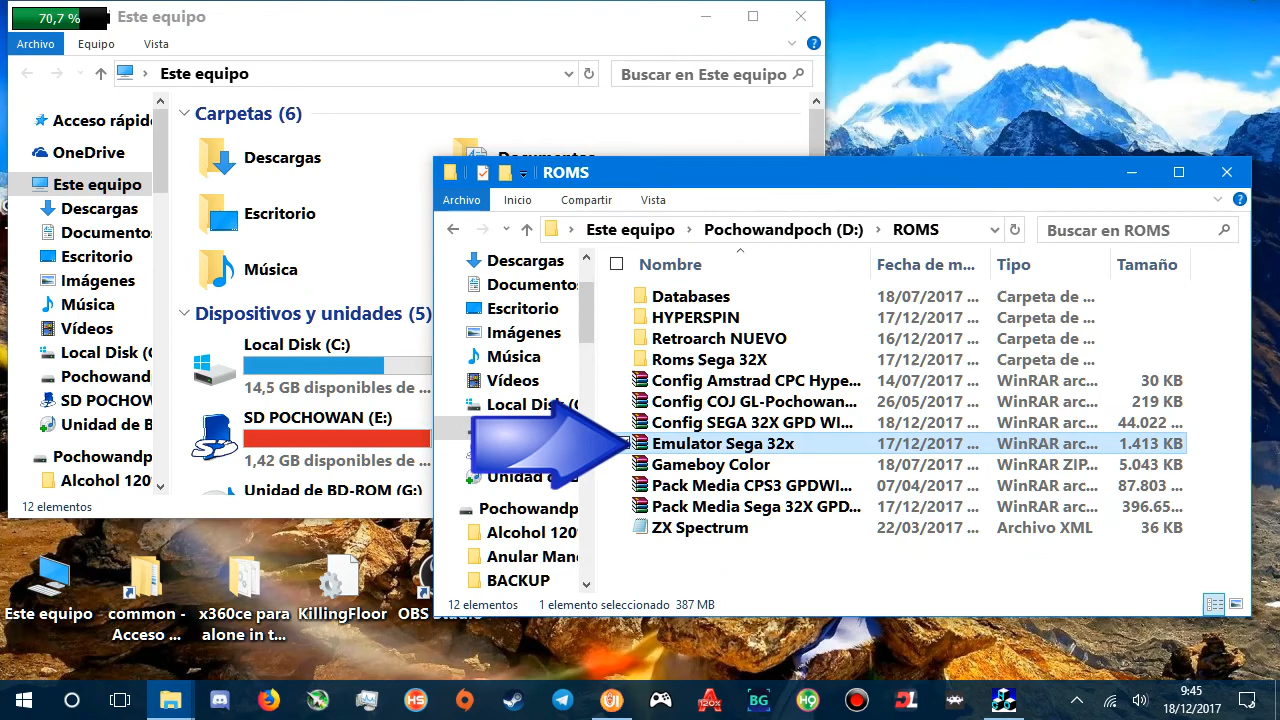 70,7 %
Este equipo
Archivo
Equipo
Vista
Este equipo
Buscar en Este equipo
Acceso rápid
OneDrive
Este equipo
Descargas
Documento
Escritorio
Imágenes
Música
Vídeos
Local Disk (C
Pochowand
SD POCHOW
Unidad de B
Pochowandp
Alcohol 120
12 elementos
Carpetas (6)
Descargas
Documentos
Escritorio
Música
Dispositivos y unidades (5)
Local Disk (C:)
14,5 GB disponibles de ...
SD POCHOWAN (E:)
1,42 GB disponibles de ...
Unidad de BD-ROM (G:)
ROMS
Archivo
Inicio
Compartir
Vista
Este equipo
Pochowandpoch (D:)
ROMS
Buscar en ROMS
Descargas
Documento
Escritorio
Imágenes
Música
Vídeos
Local Disk
Unidad
Pochowandp
Alcohol 120
Anular Man
BACKUP
Nombre Fecha de m... Tipo Tamaño
Databases 18/07/2017 ... Carpeta de ...
HYPERSPIN 17/12/2017 ... Carpeta de ...
Retroarch NUEVO 16/12/2017 ... Carpeta de ...
Roms Sega 32X 17/12/2017 ... Carpeta de ...
Config Amstrad CPC Hype... 14/07/2017 ... WinRAR arc... 30 KB
Config COJ GL-Pochowan... 26/05/2017 ... WinRAR arc... 219 KB
Config SEGA 32X GPD WI... 18/12/2017 ... WinRAR arc... 44.022 ...
Emulator Sega 32x 17/12/2017 ... WinRAR arc... 1.413 KB
Gameboy Color 18/07/2017 ... WinRAR ZIP... 5.043 KB
Pack Media CPS3 GPDWI... 07/04/2017 ... WinRAR arc... 87.803 ...
Pack Media Sega 32X GPD... 17/12/2017 ... WinRAR arc... 396.65...
ZX Spectrum 22/03/2017 ... Archivo XML 36 KB
12 elementos 1 elemento seleccionado 387 MB
Este equipo
common -
Acceso ...
x360ce para
alone in t...
KillingFloor
OBS Studio
HS
120x
BG
HQ
DL
9:45
18/12/2017